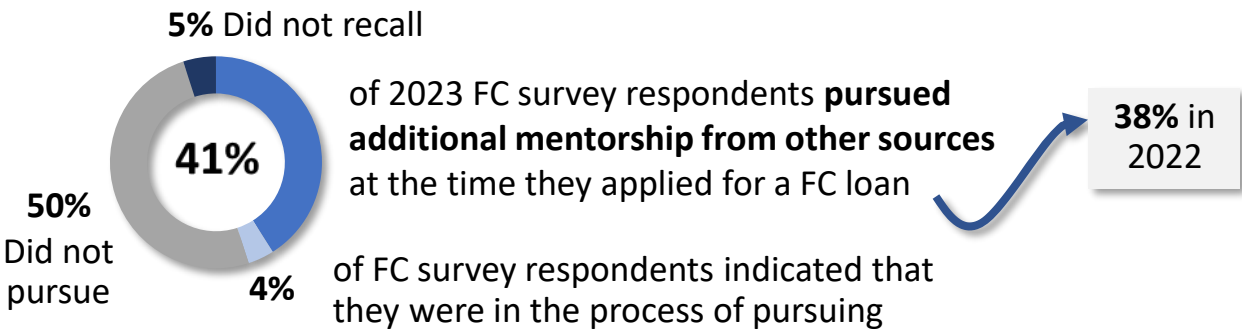 5% Did not recall
41%
of 2023 FC survey respondents pursued
additional mentorship from other sources
at the time they applied for a FC loan
38% in
2022
50%
Did not
pursue
4%
of FC survey respondents indicated that
they were in the process of pursuing